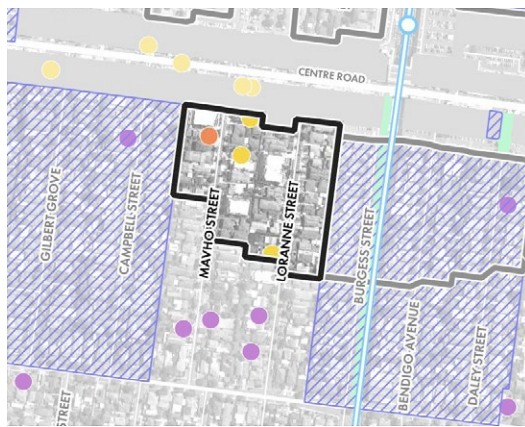 CENTRE ROAD
GILBERT GROVE
CAMPBELL STREET
MAVHO STREET
LORANNE STREET
BURGESS STREET
BENDIGO AVENUE
DALEY STREET
STREET